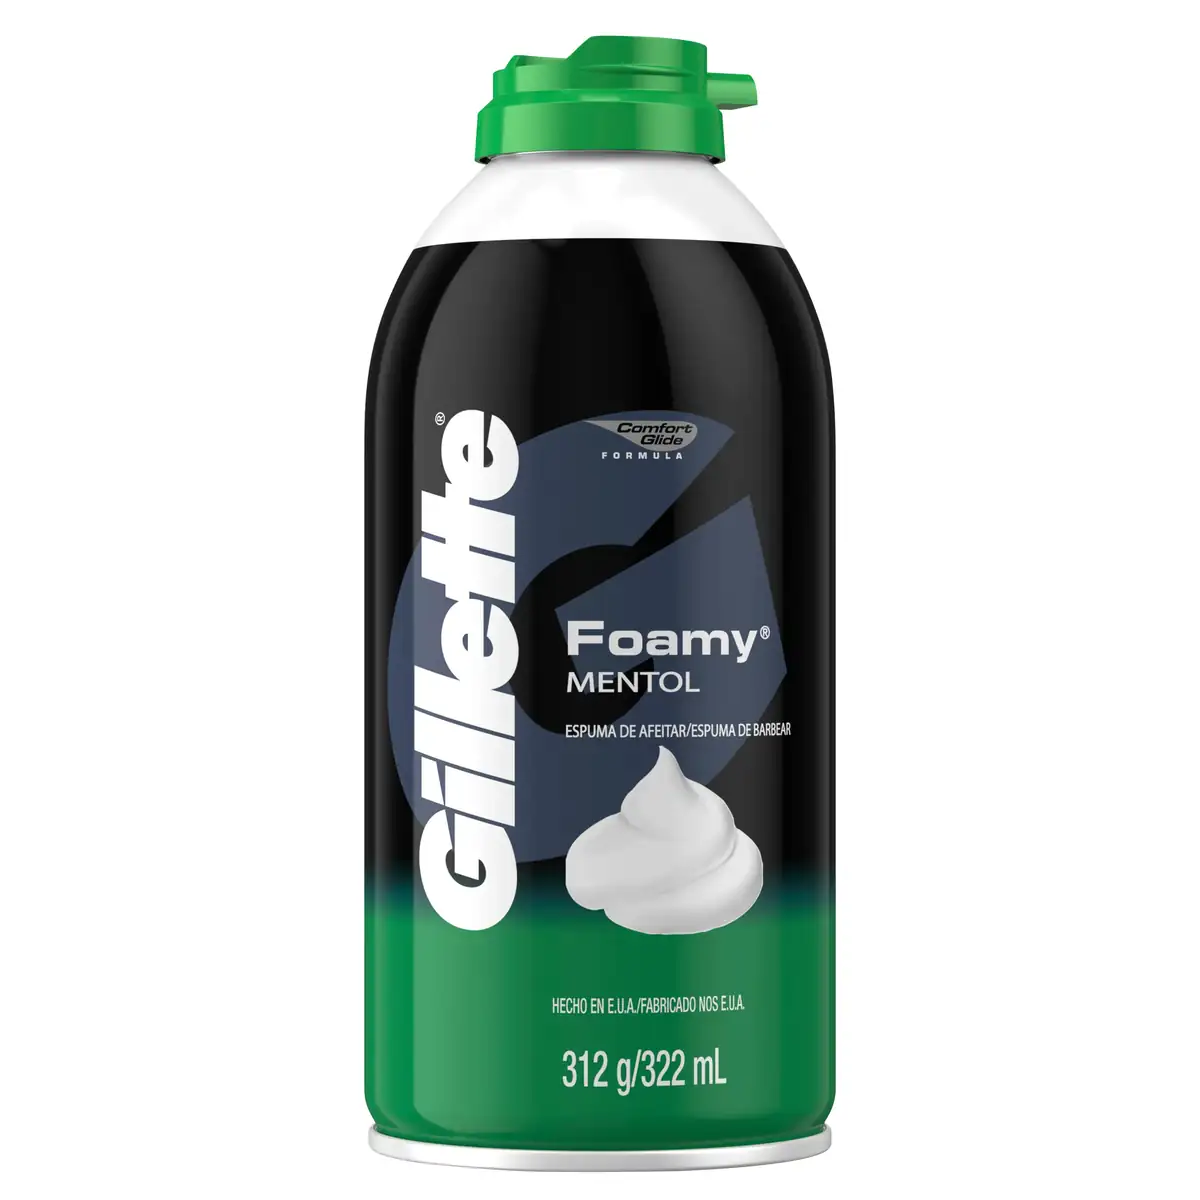 Gillette®
Comfort
Glide
FORMULA
Foamy®
MENTOL
ESPUMA DE AFEITAR/ESPUMA DE BARBEAR
HECHO EN E.U.A./FABRICADO NOS E.U.A.
312 g/322 mL